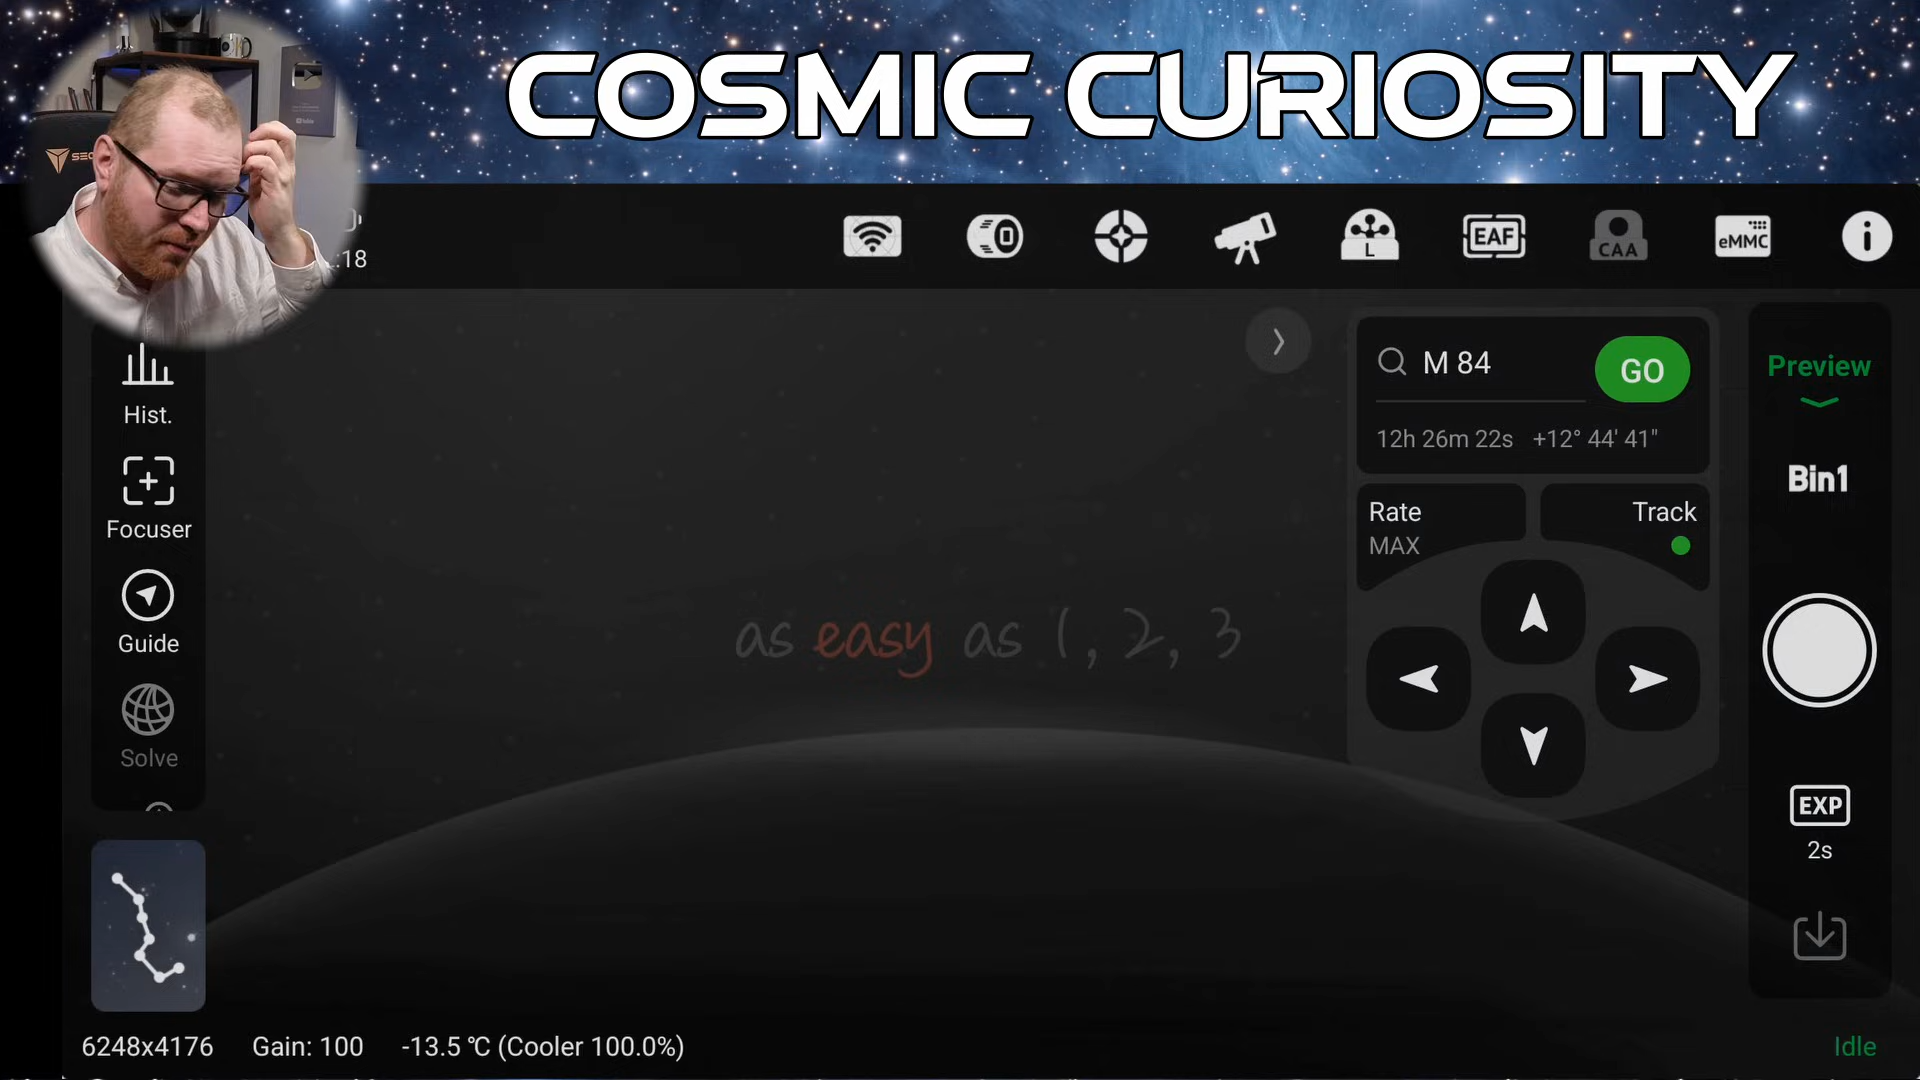 COSMIC CURIOSITY
SEC
:18
L
EAF
CAA
eMMC
M 84
GO
12h 26m 22s +12° 44' 41"
Rate
MAX
Track
Preview
Bin1
Hist.
Focuser
Guide
Solve
as easy as 1, 2, 3
EXP
2s
6248x4176 Gain: 100 -13.5 ℃ (Cooler 100.0%)
Idle